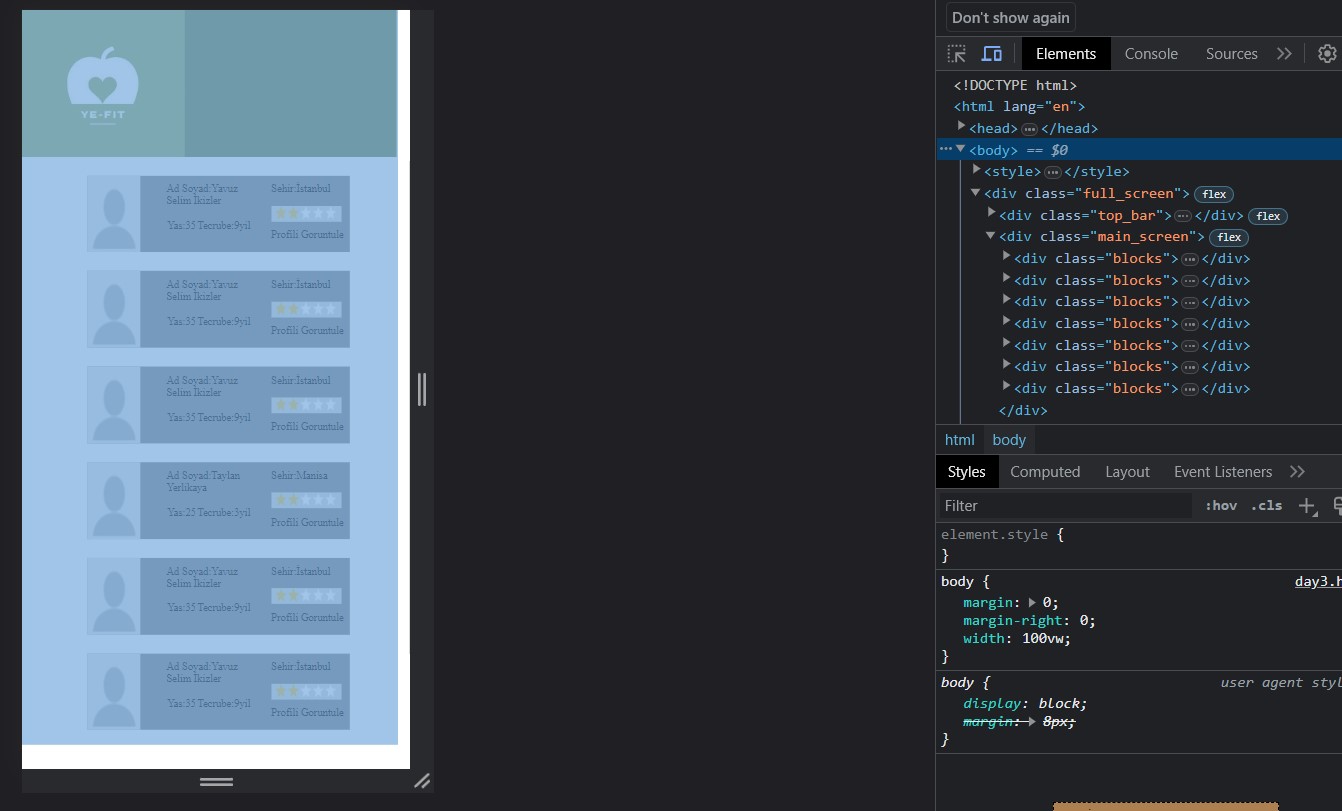 Don't show again
Elements Console Sources
<!DOCTYPE html>
<html lang="en">
<head> ⋯ </head>
⋯ <body> == $0
<style> ⋯ </style>
<div class="full_screen"> flex
<div class="top_bar"> ⋯ </div> flex
<div class="main_screen"> flex
<div class="blocks"> ⋯ </div>
<div class="blocks"> ⋯ </div>
<div class="blocks"> ⋯ </div>
<div class="blocks"> ⋯ </div>
<div class="blocks"> ⋯ </div>
<div class="blocks"> ⋯ </div>
<div class="blocks"> ⋯ </div>
</div>
html body
Styles Computed Layout Event Listeners
Filter :hov .cls
element.style {
}
body { day3.h
margin: 0;
margin-right: 0;
width: 100vw;
}
body { user agent styl
display: block;
margin: 8px;
}
YE-FIT
Ad Soyad:Yavuz
Selim Ikizler
Yas:35 Tecrube:9yil
Sehir:Istanbul
Profili Goruntule
Ad Soyad:Yavuz
Selim Ikizler
Yas:35 Tecrube:9yil
Sehir:Istanbul
Profili Goruntule
Ad Soyad:Yavuz
Selim Ikizler
Yas:35 Tecrube:9yil
Sehir:Istanbul
Profili Goruntule
Ad Soyad:Taylan
Yerlikaya
Yas:25 Tecrube:3yil
Sehir:Manisa
Profili Goruntule
Ad Soyad:Yavuz
Selim Ikizler
Yas:35 Tecrube:9yil
Sehir:Istanbul
Profili Goruntule
Ad Soyad:Yavuz
Selim Ikizler
Yas:35 Tecrube:9yil
Sehir:Istanbul
Profili Goruntule